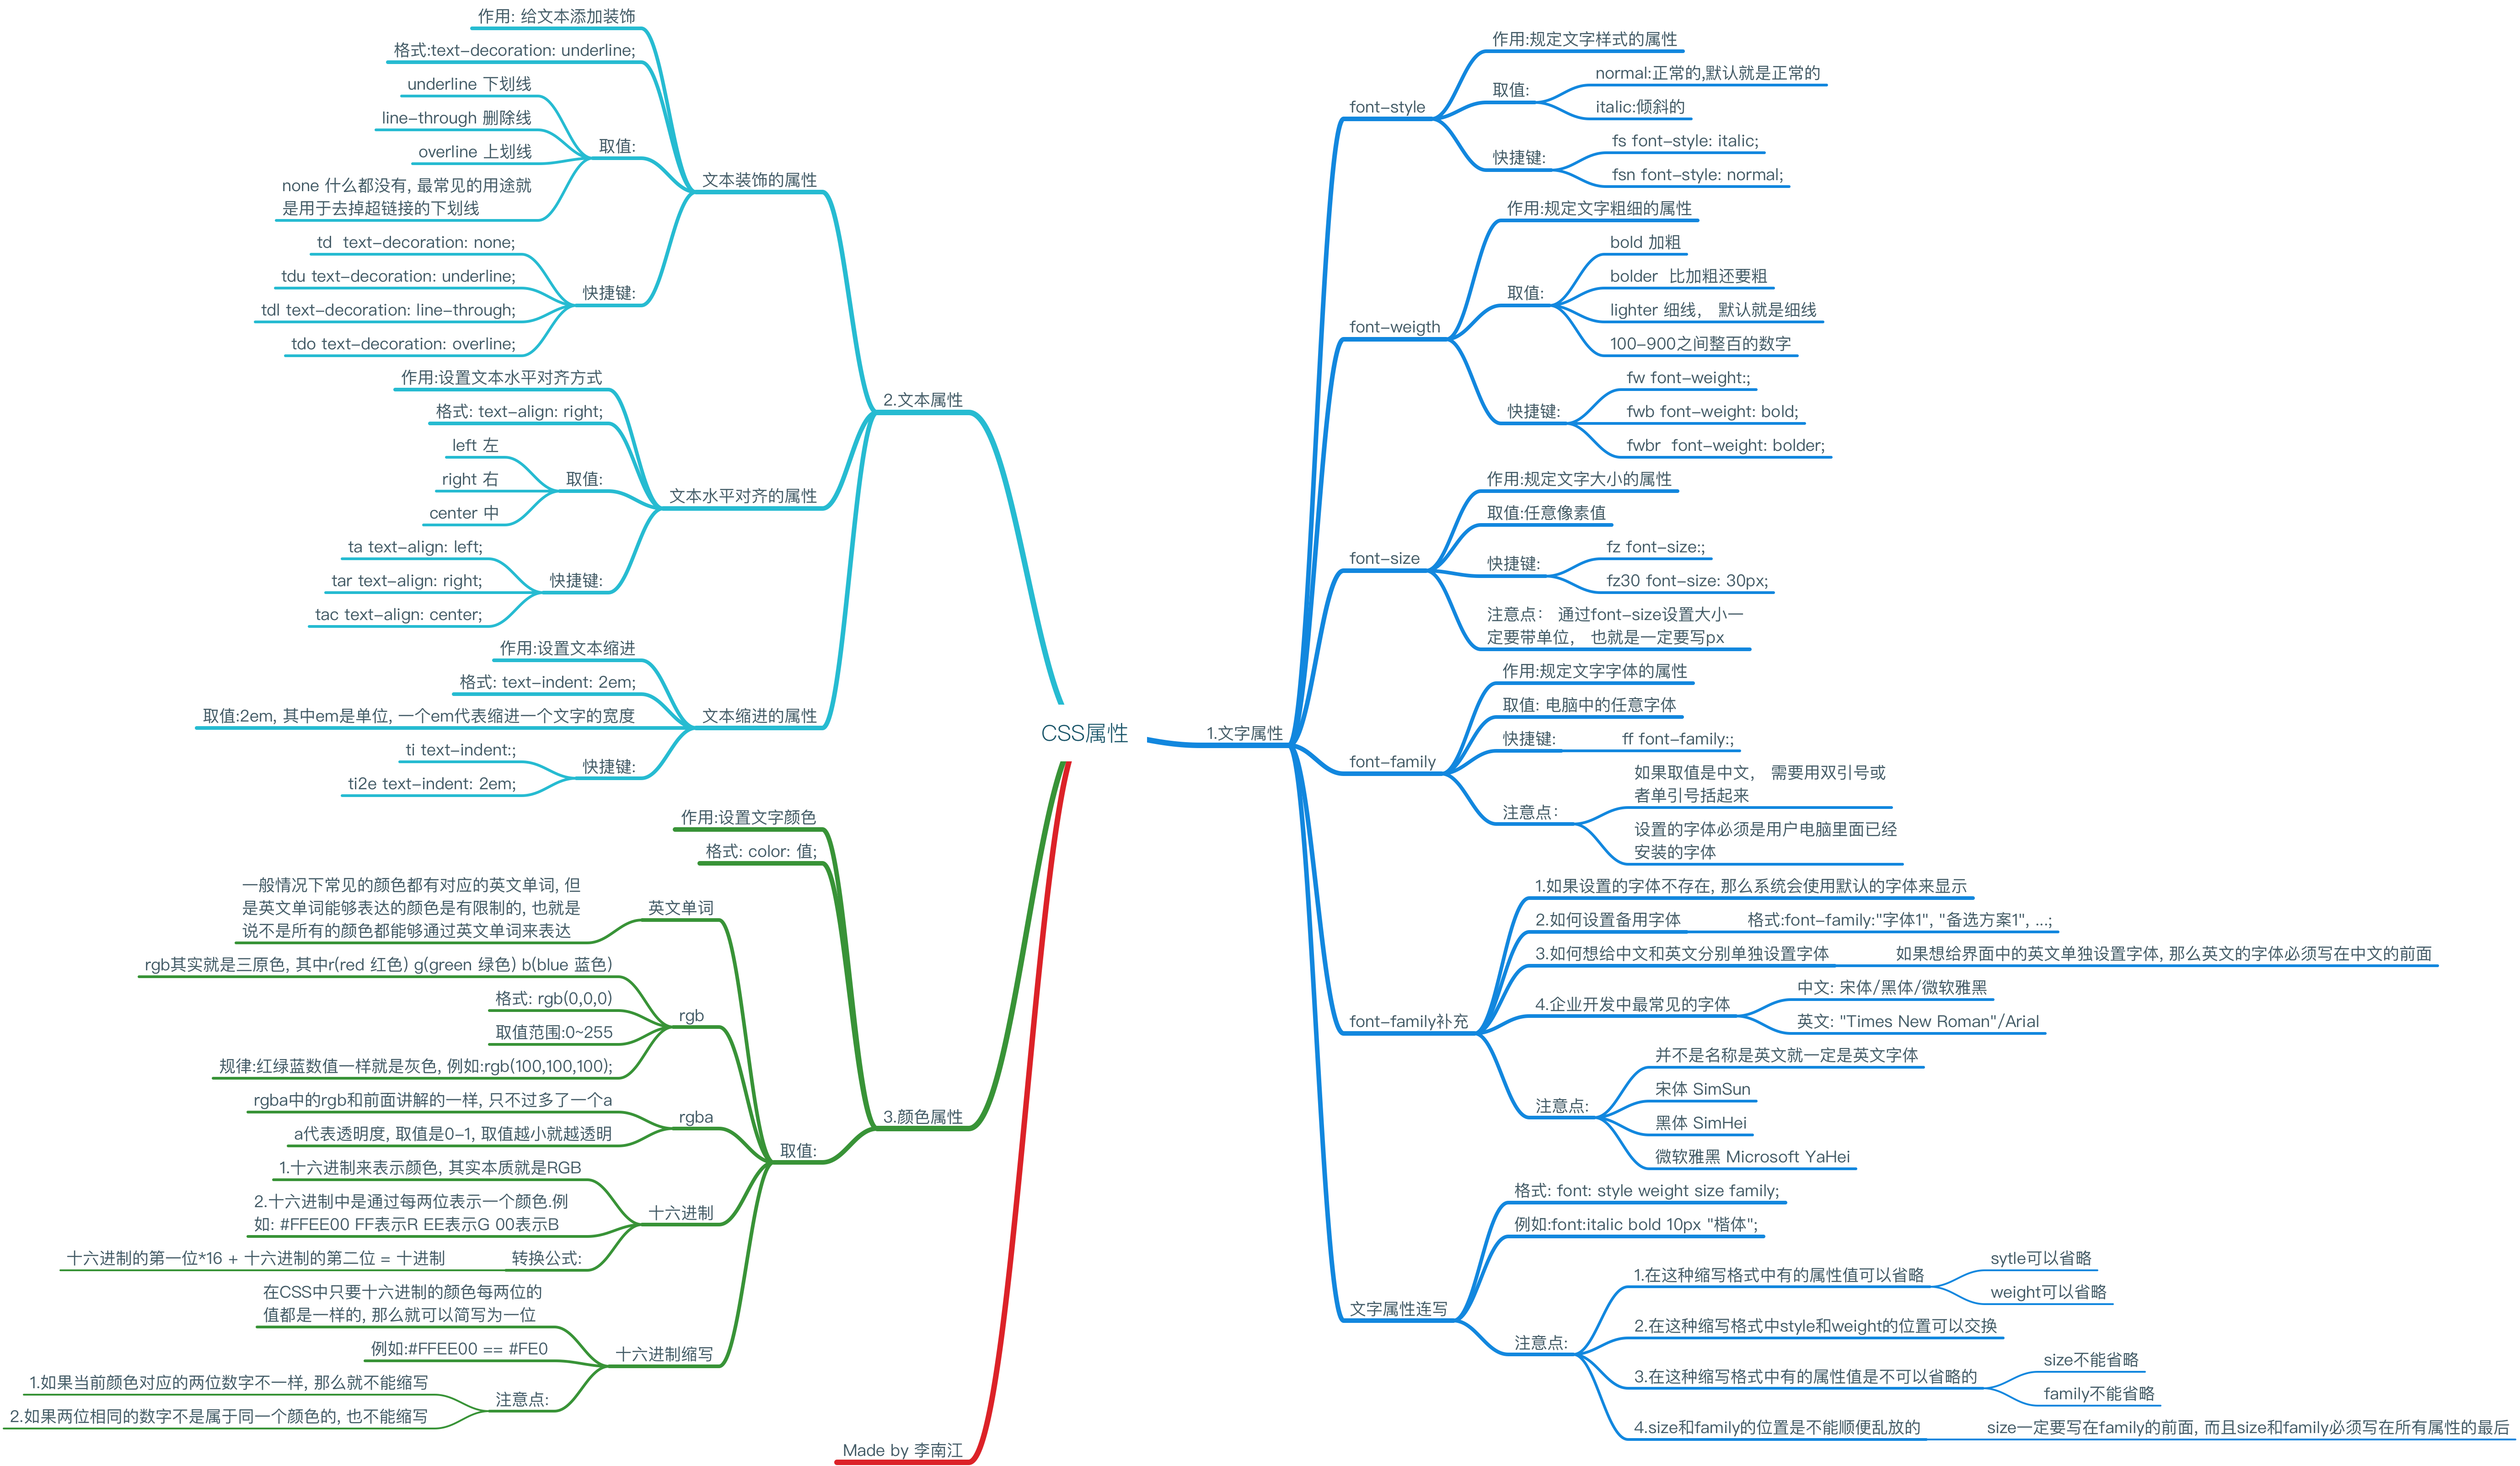 CSS属性
1.文字属性
font-style
作用:规定文字样式的属性
取值:
normal:正常的,默认就是正常的
italic:倾斜的
快捷键:
fs font-style: italic;
fsn font-style: normal;
font-weigth
作用:规定文字粗细的属性
取值:
bold 加粗
bolder  比加粗还要粗
lighter 细线， 默认就是细线
100-900之间整百的数字
快捷键:
fw font-weight:;
fwb font-weight: bold;
fwbr  font-weight: bolder;
font-size
作用:规定文字大小的属性
取值:任意像素值
快捷键:
fz font-size:;
fz30 font-size: 30px;
注意点： 通过font-size设置大小一
定要带单位， 也就是一定要写px
font-family
作用:规定文字字体的属性
取值: 电脑中的任意字体
快捷键:
ff font-family:;
注意点：
如果取值是中文， 需要用双引号或
者单引号括起来
设置的字体必须是用户电脑里面已经
安装的字体
font-family补充
1.如果设置的字体不存在, 那么系统会使用默认的字体来显示
2.如何设置备用字体
格式:font-family:"字体1", "备选方案1", ...;
3.如何想给中文和英文分别单独设置字体
如果想给界面中的英文单独设置字体, 那么英文的字体必须写在中文的前面
4.企业开发中最常见的字体
中文: 宋体/黑体/微软雅黑
英文: "Times New Roman"/Arial
注意点:
并不是名称是英文就一定是英文字体
宋体 SimSun
黑体 SimHei
微软雅黑 Microsoft YaHei
文字属性连写
格式: font: style weight size family;
例如:font:italic bold 10px "楷体";
注意点:
1.在这种缩写格式中有的属性值可以省略
sytle可以省略
weight可以省略
2.在这种缩写格式中style和weight的位置可以交换
3.在这种缩写格式中有的属性值是不可以省略的
size不能省略
family不能省略
4.size和family的位置是不能顺便乱放的
size一定要写在family的前面, 而且size和family必须写在所有属性的最后
2.文本属性
文本装饰的属性
作用: 给文本添加装饰
格式:text-decoration: underline;
取值:
underline 下划线
line-through 删除线
overline 上划线
none 什么都没有, 最常见的用途就
是用于去掉超链接的下划线
快捷键:
td  text-decoration: none;
tdu text-decoration: underline;
tdl text-decoration: line-through;
tdo text-decoration: overline;
文本水平对齐的属性
作用:设置文本水平对齐方式
格式: text-align: right;
取值:
left 左
right 右
center 中
快捷键:
ta text-align: left;
tar text-align: right;
tac text-align: center;
文本缩进的属性
作用:设置文本缩进
格式: text-indent: 2em;
取值:2em, 其中em是单位, 一个em代表缩进一个文字的宽度
快捷键:
ti text-indent:;
ti2e text-indent: 2em;
3.颜色属性
作用:设置文字颜色
格式: color: 值;
取值:
英文单词
一般情况下常见的颜色都有对应的英文单词, 但
是英文单词能够表达的颜色是有限制的, 也就是
说不是所有的颜色都能够通过英文单词来表达
rgb
rgb其实就是三原色, 其中r(red 红色) g(green 绿色) b(blue 蓝色)
格式: rgb(0,0,0)
取值范围:0~255
规律:红绿蓝数值一样就是灰色, 例如:rgb(100,100,100);
rgba
rgba中的rgb和前面讲解的一样, 只不过多了一个a
a代表透明度, 取值是0-1, 取值越小就越透明
十六进制
1.十六进制来表示颜色, 其实本质就是RGB
2.十六进制中是通过每两位表示一个颜色.例
如: #FFEE00 FF表示R EE表示G 00表示B
转换公式:
十六进制的第一位*16 + 十六进制的第二位 = 十进制
十六进制缩写
在CSS中只要十六进制的颜色每两位的
值都是一样的, 那么就可以简写为一位
例如:#FFEE00 == #FE0
注意点:
1.如果当前颜色对应的两位数字不一样, 那么就不能缩写
2.如果两位相同的数字不是属于同一个颜色的, 也不能缩写
Made by 李南江